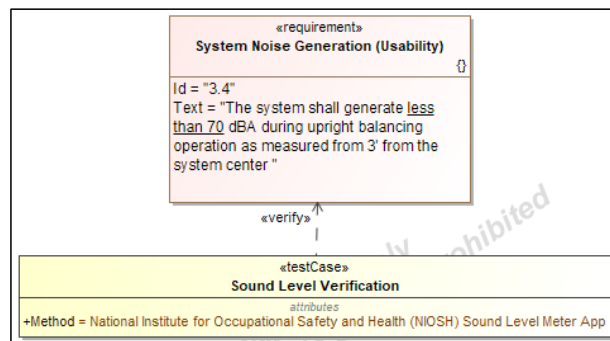 «requirement»
System Noise Generation (Usability)
{}
Id = "3.4"
Text = "The system shall generate less
than 70 dBA during upright balancing
operation as measured from 3' from the
system center "
«verify»
«testCase»
Sound Level Verification
attributes
+Method = National Institute for Occupational Safety and Health (NIOSH) Sound Level Meter App